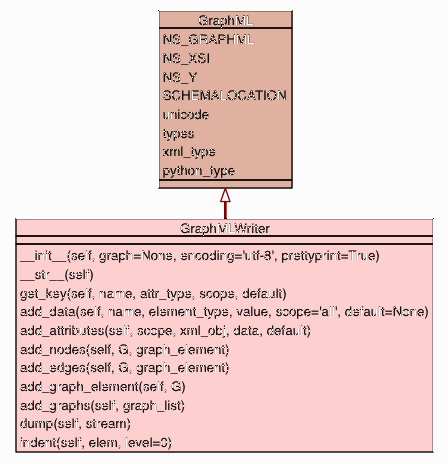 GraphML
NS_GRAPHML
NS_XSI
NS_Y
SCHEMALOCATION
unicode
types
xml_type
python_type
GraphMLWriter
__init__(self, graph=None, encoding='utf-8', prettyprint=True)
__str__(self)
get_key(self, name, attr_type, scope, default)
add_data(self, name, element_type, value, scope='all', default=None)
add_attributes(self, scope, xml_obj, data, default)
add_nodes(self, G, graph_element)
add_edges(self, G, graph_element)
add_graph_element(self, G)
add_graphs(self, graph_list)
dump(self, stream)
indent(self, elem, level=0)